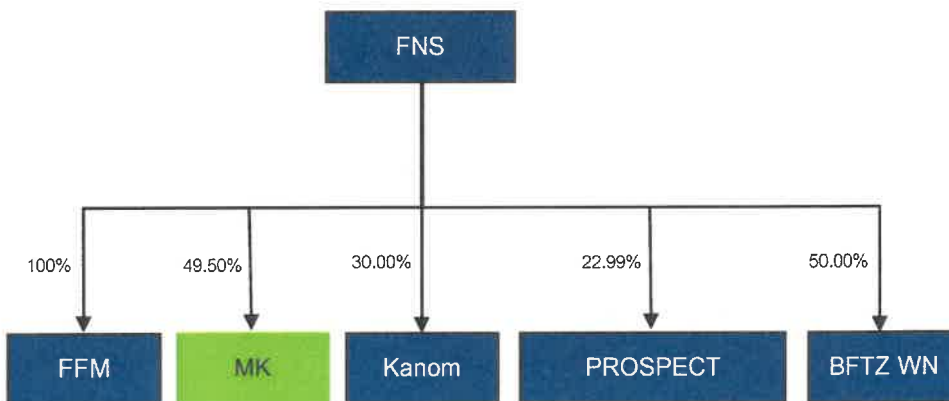 FNS
100%
49.50%
30.00%
22.99%
50.00%
FFM
MK
Kanom
PROSPECT
BFTZ WN